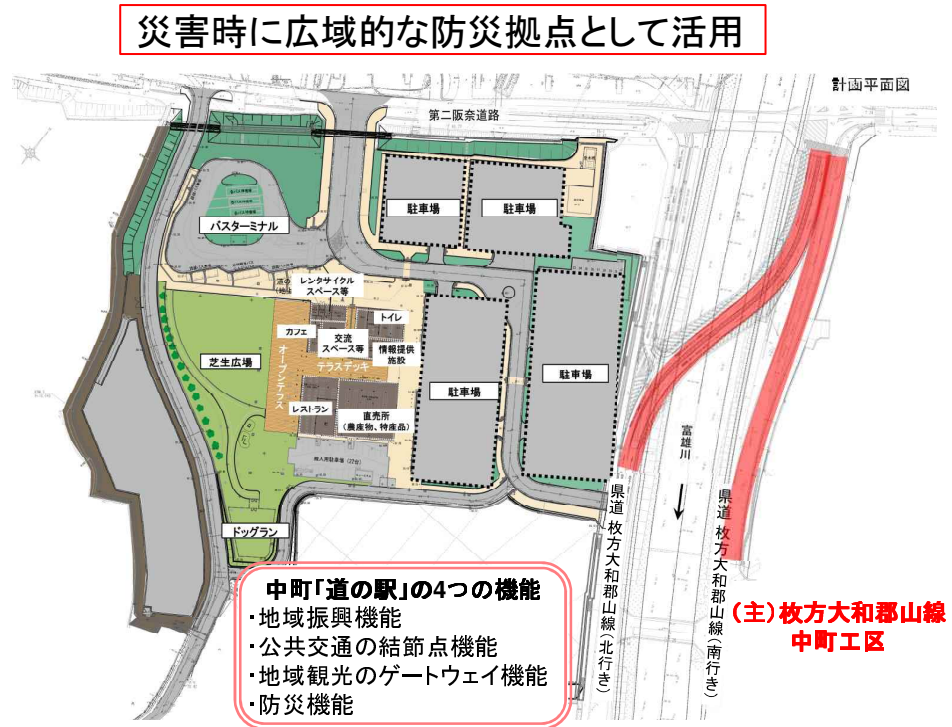 災害時に広域的な防災拠点として活用
計画平面図
第二阪奈道路
バスターミナル
駐車場
駐車場
レンタサイクル
スペース等
トイレ
カフェ
交流
スペース等
情報提供
施設
芝生広場
オープンテラス
テラスデッキ
レストラン
直売所
(農産物、特産品)
駐車場
駐車場
ドッグラン
富雄川
県道 枚方大和郡山線(北行き)
県道 枚方大和郡山線(南行き)
(主)枚方大和郡山線
中町工区
中町「道の駅」の4つの機能
・地域振興機能
・公共交通の結節点機能
・地域観光のゲートウェイ機能
・防災機能